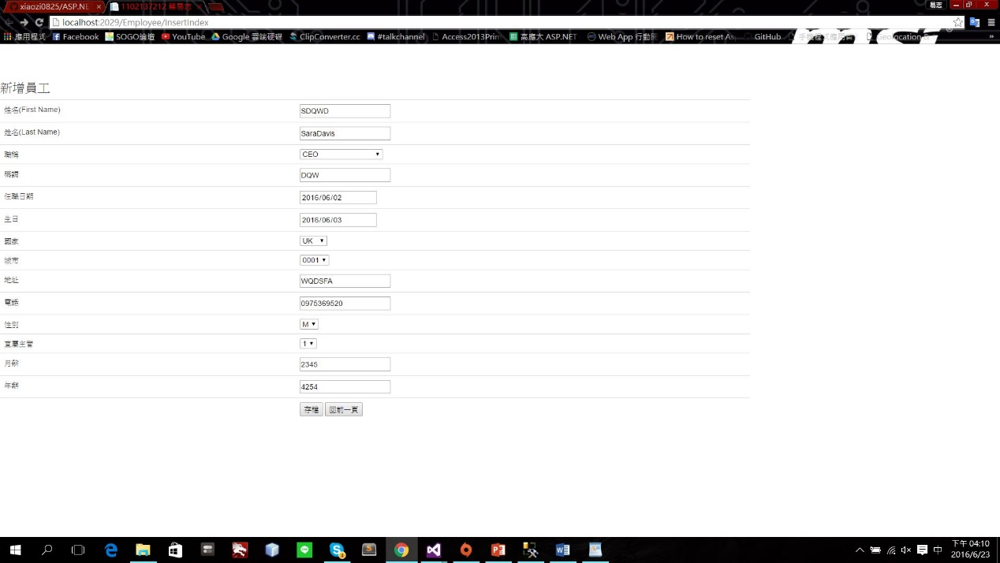 xiaozi0825/ASP.NE × 1102137212 蔡易志 × 易志
localhost:2029/Employee/InsertIndex
應用程式 Facebook SOGO論壇 YouTube Google 雲端硬碟 ClipConverter.cc #talkchannel Access2013Prin 高應大 ASP.NET Web App 行動 How to reset As GitHub Geolocation »
新增員工
姓名(First Name) SDQWD
姓名(Last Name) SaraDavis
職稱 CEO
稱謂 DQW
任職日期 2016/06/02
生日 2016/06/03
國家 UK
城市 0001
地址 WQDSFA
電話 0975369520
性別 M
直屬主管 1
月薪 2345
年薪 4254
存檔 回前一頁
中 下午 04:10
2016/6/23